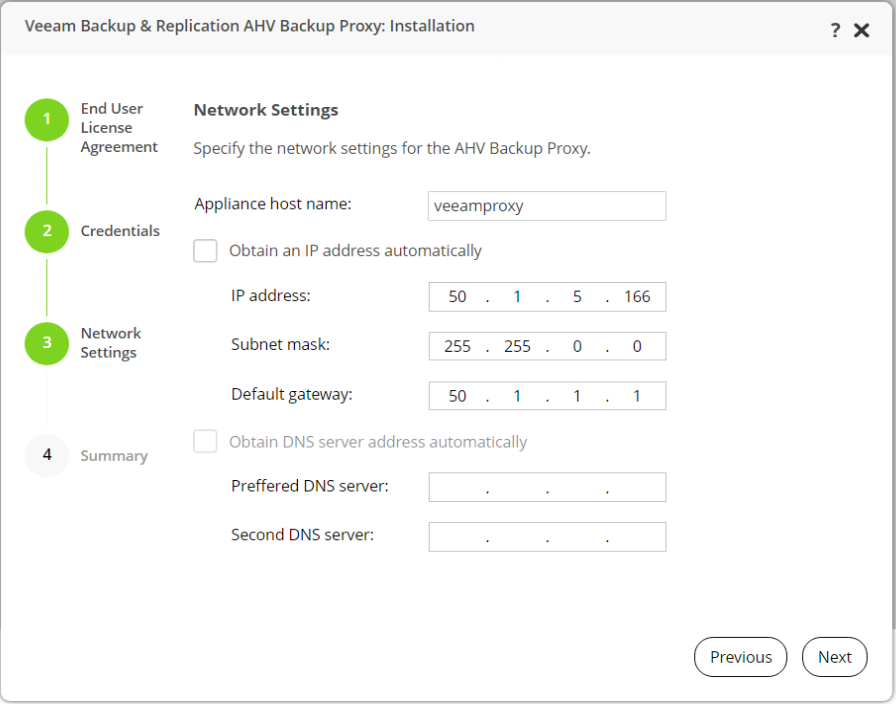 Veeam Backup & Replication AHV Backup Proxy: Installation
?
1
End User
License
Agreement
2
Credentials
3
Network
Settings
4
Summary
Network Settings
Specify the network settings for the AHV Backup Proxy.
Appliance host name:
veeamproxy
Obtain an IP address automatically
IP address:
50 . 1 . 5 . 166
Subnet mask:
255 . 255 . 0 . 0
Default gateway:
50 . 1 . 1 . 1
Obtain DNS server address automatically
Preffered DNS server:
. . .
Second DNS server:
. . .
Previous
Next